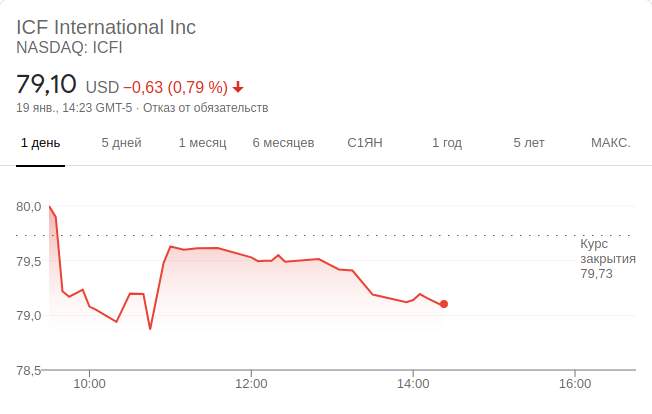 ICF International Inc
NASDAQ: ICFI
79,10 USD −0,63 (0,79 %)
19 янв., 14:23 GMT-5 · Отказ от обязательств
1 день 5 дней 1 месяц 6 месяцев С1ЯН 1 год 5 лет МАКС.
80,0
Курс
закрытия
79,73
79,5
79,0
78,5
10:00 12:00 14:00 16:00